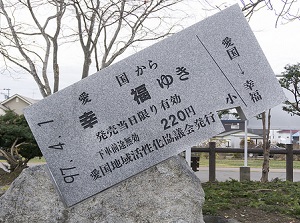 愛国から
幸福ゆき
発売当日限り有効
下車前途無効
220円
愛国地域活性化協議会発行
愛国→幸福
小
'97.4.1